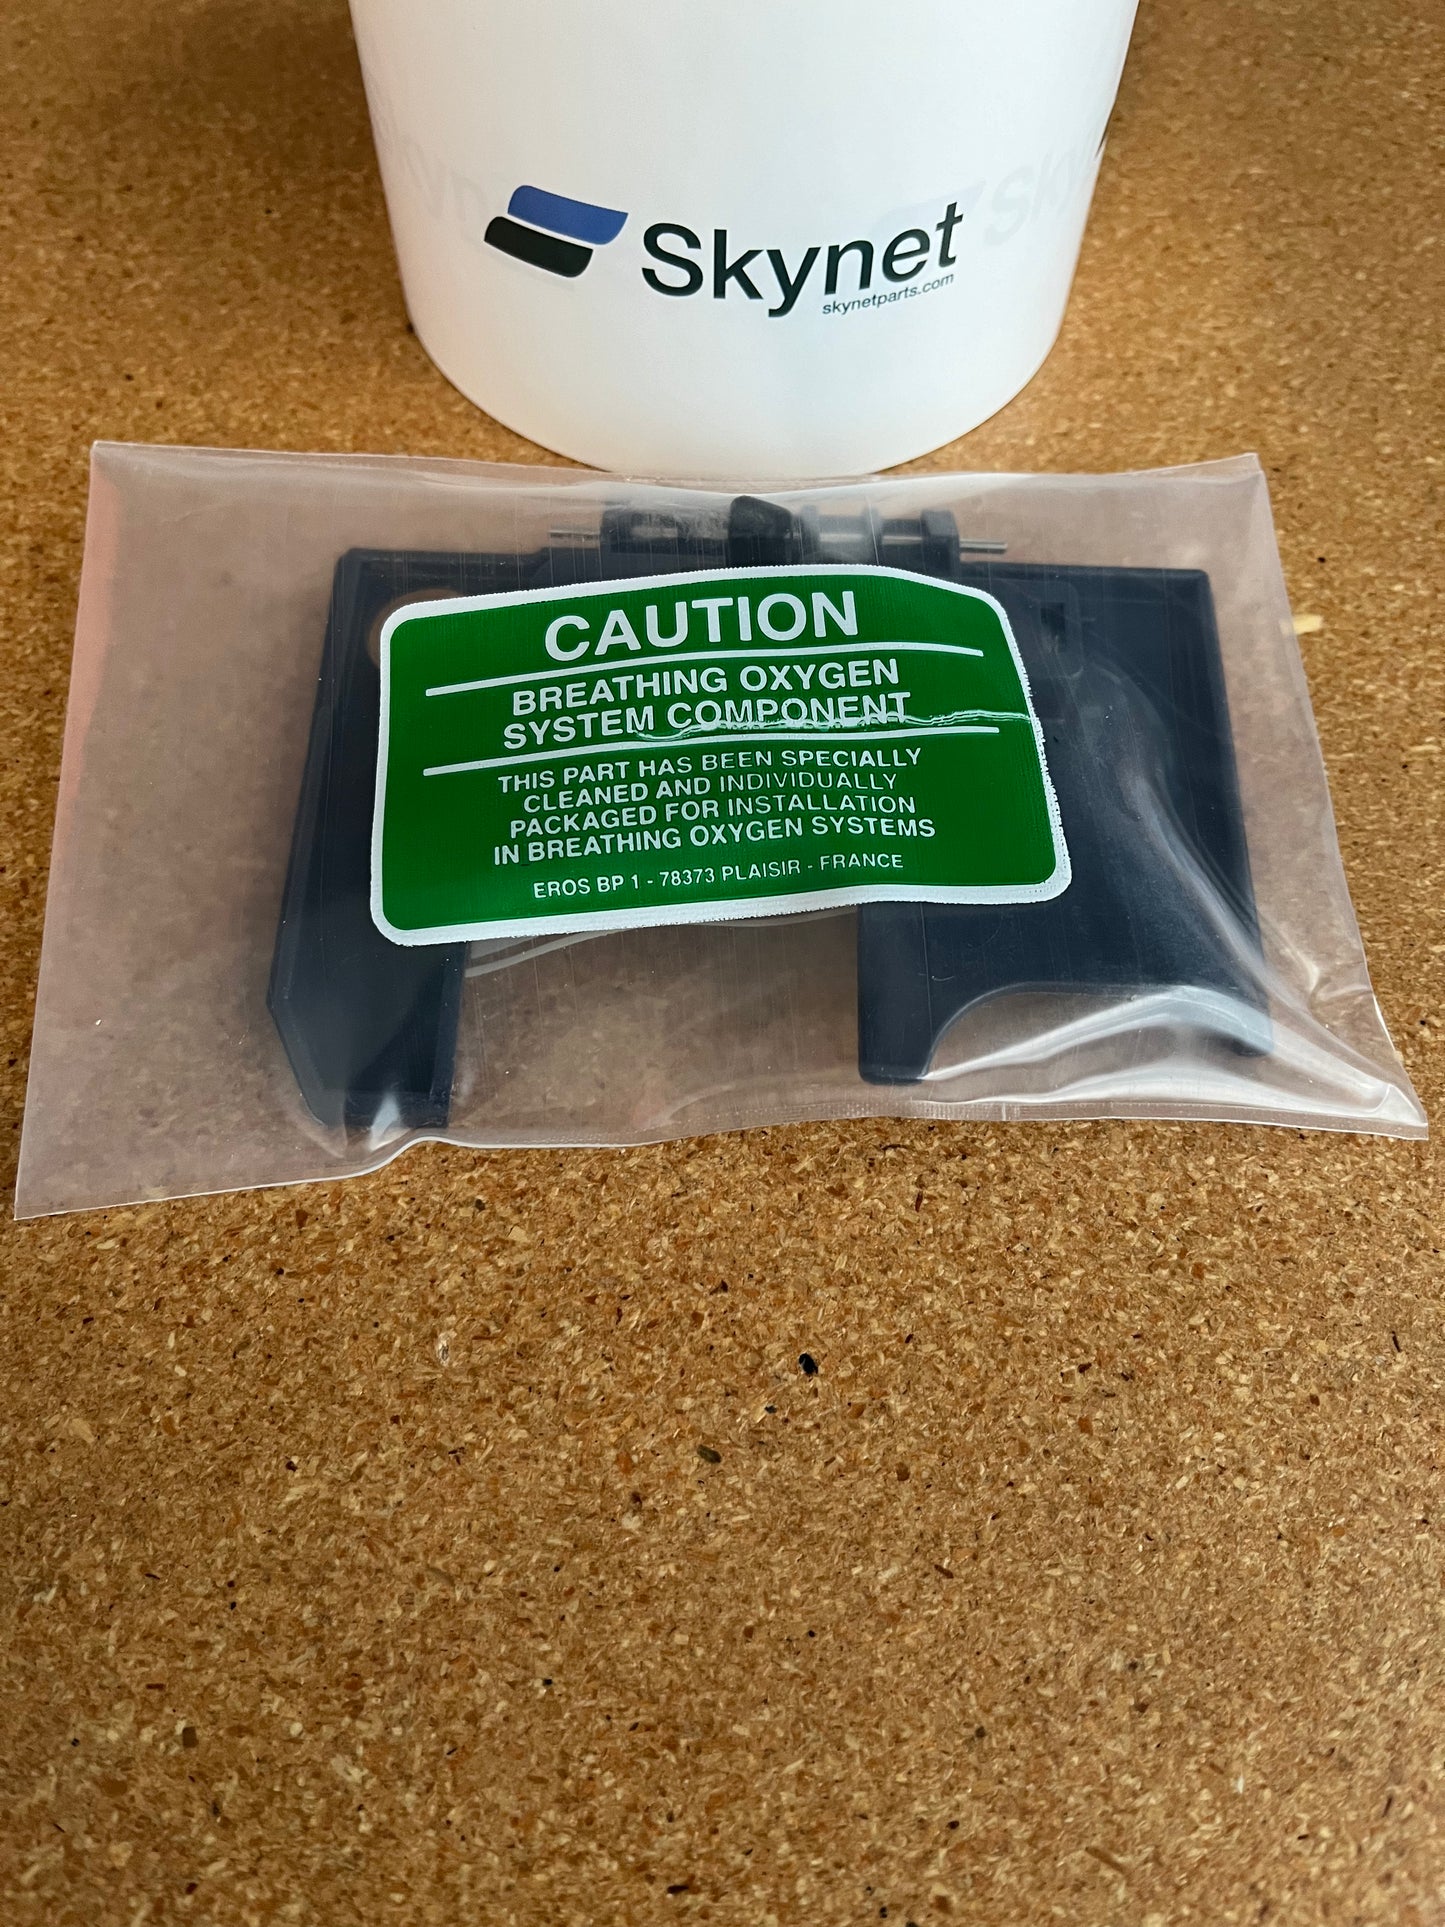 Skynet
skynetparts.com
CAUTION
BREATHING OXYGEN
SYSTEM COMPONENT
THIS PART HAS BEEN SPECIALLY
CLEANED AND INDIVIDUALLY
PACKAGED FOR INSTALLATION
IN BREATHING OXYGEN SYSTEMS
EROS BP 1 - 78373 PLAISIR - FRANCE